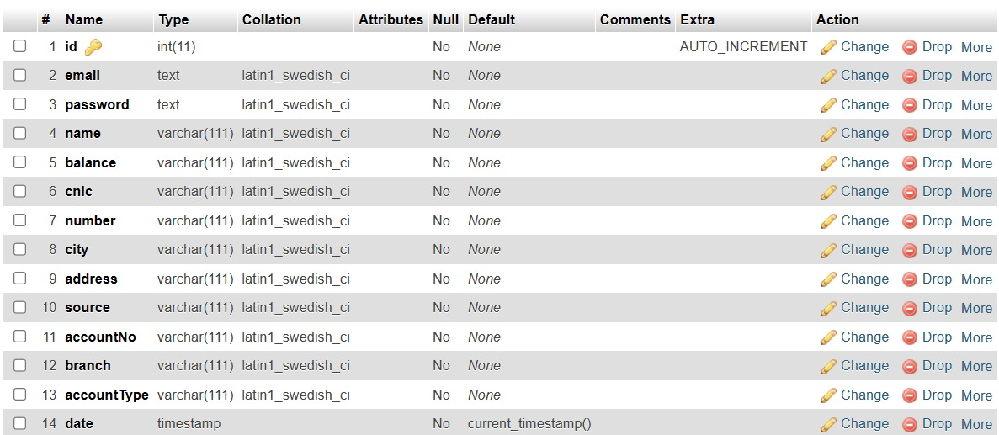 # Name Type Collation Attributes Null Default Comments Extra Action
1 id int(11) No None AUTO_INCREMENT Change Drop More
2 email text latin1_swedish_ci No None Change Drop More
3 password text latin1_swedish_ci No None Change Drop More
4 name varchar(111) latin1_swedish_ci No None Change Drop More
5 balance varchar(111) latin1_swedish_ci No None Change Drop More
6 cnic varchar(111) latin1_swedish_ci No None Change Drop More
7 number varchar(111) latin1_swedish_ci No None Change Drop More
8 city varchar(111) latin1_swedish_ci No None Change Drop More
9 address varchar(111) latin1_swedish_ci No None Change Drop More
10 source varchar(111) latin1_swedish_ci No None Change Drop More
11 accountNo varchar(111) latin1_swedish_ci No None Change Drop More
12 branch varchar(111) latin1_swedish_ci No None Change Drop More
13 accountType varchar(111) latin1_swedish_ci No None Change Drop More
14 date timestamp No current_timestamp() Change Drop More